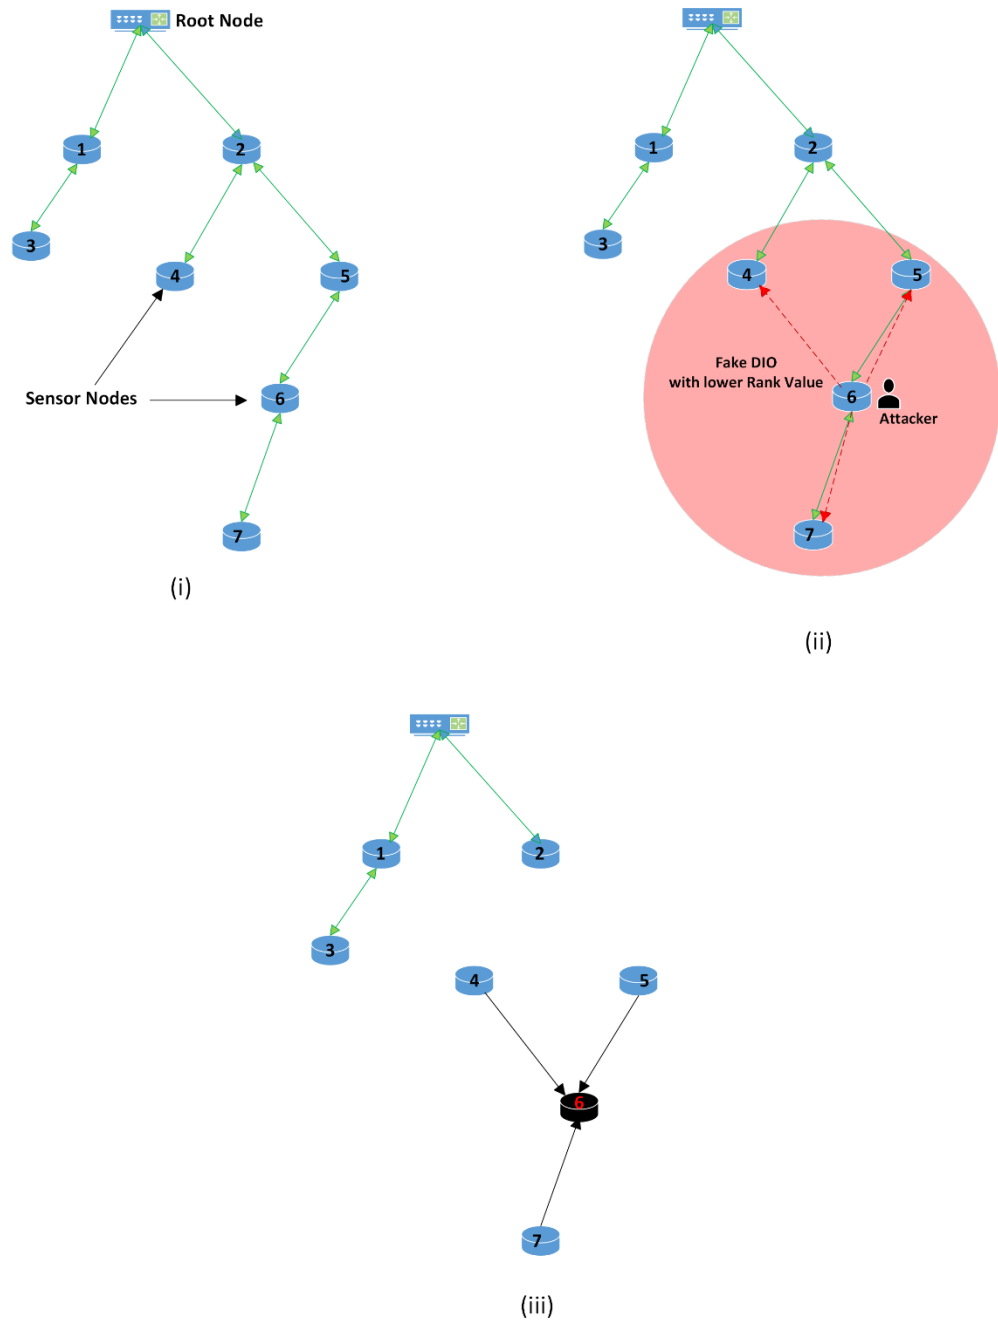 Root Node
1
2
3
4
5
Sensor Nodes
6
7
(i)
1
2
3
4
5
Fake DIO
with lower Rank Value
6
Attacker
7
(ii)
1
2
3
4
5
6
7
(iii)